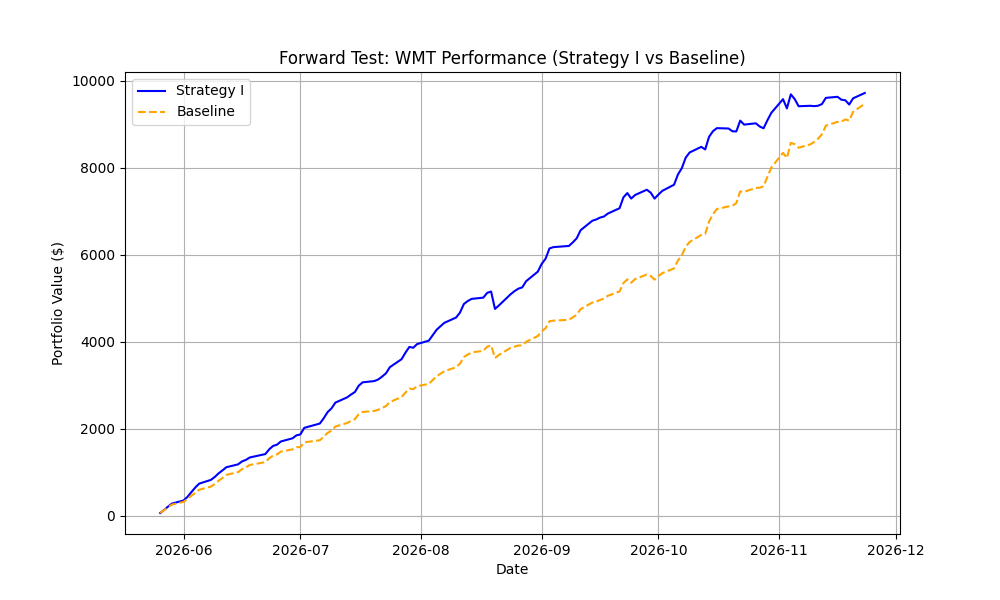 Forward Test: WMT Performance (Strategy I vs Baseline)
Strategy I
Baseline
Portfolio Value ($)
10000
8000
6000
4000
2000
0
2026-06 2026-07 2026-08 2026-09 2026-10 2026-11 2026-12
Date